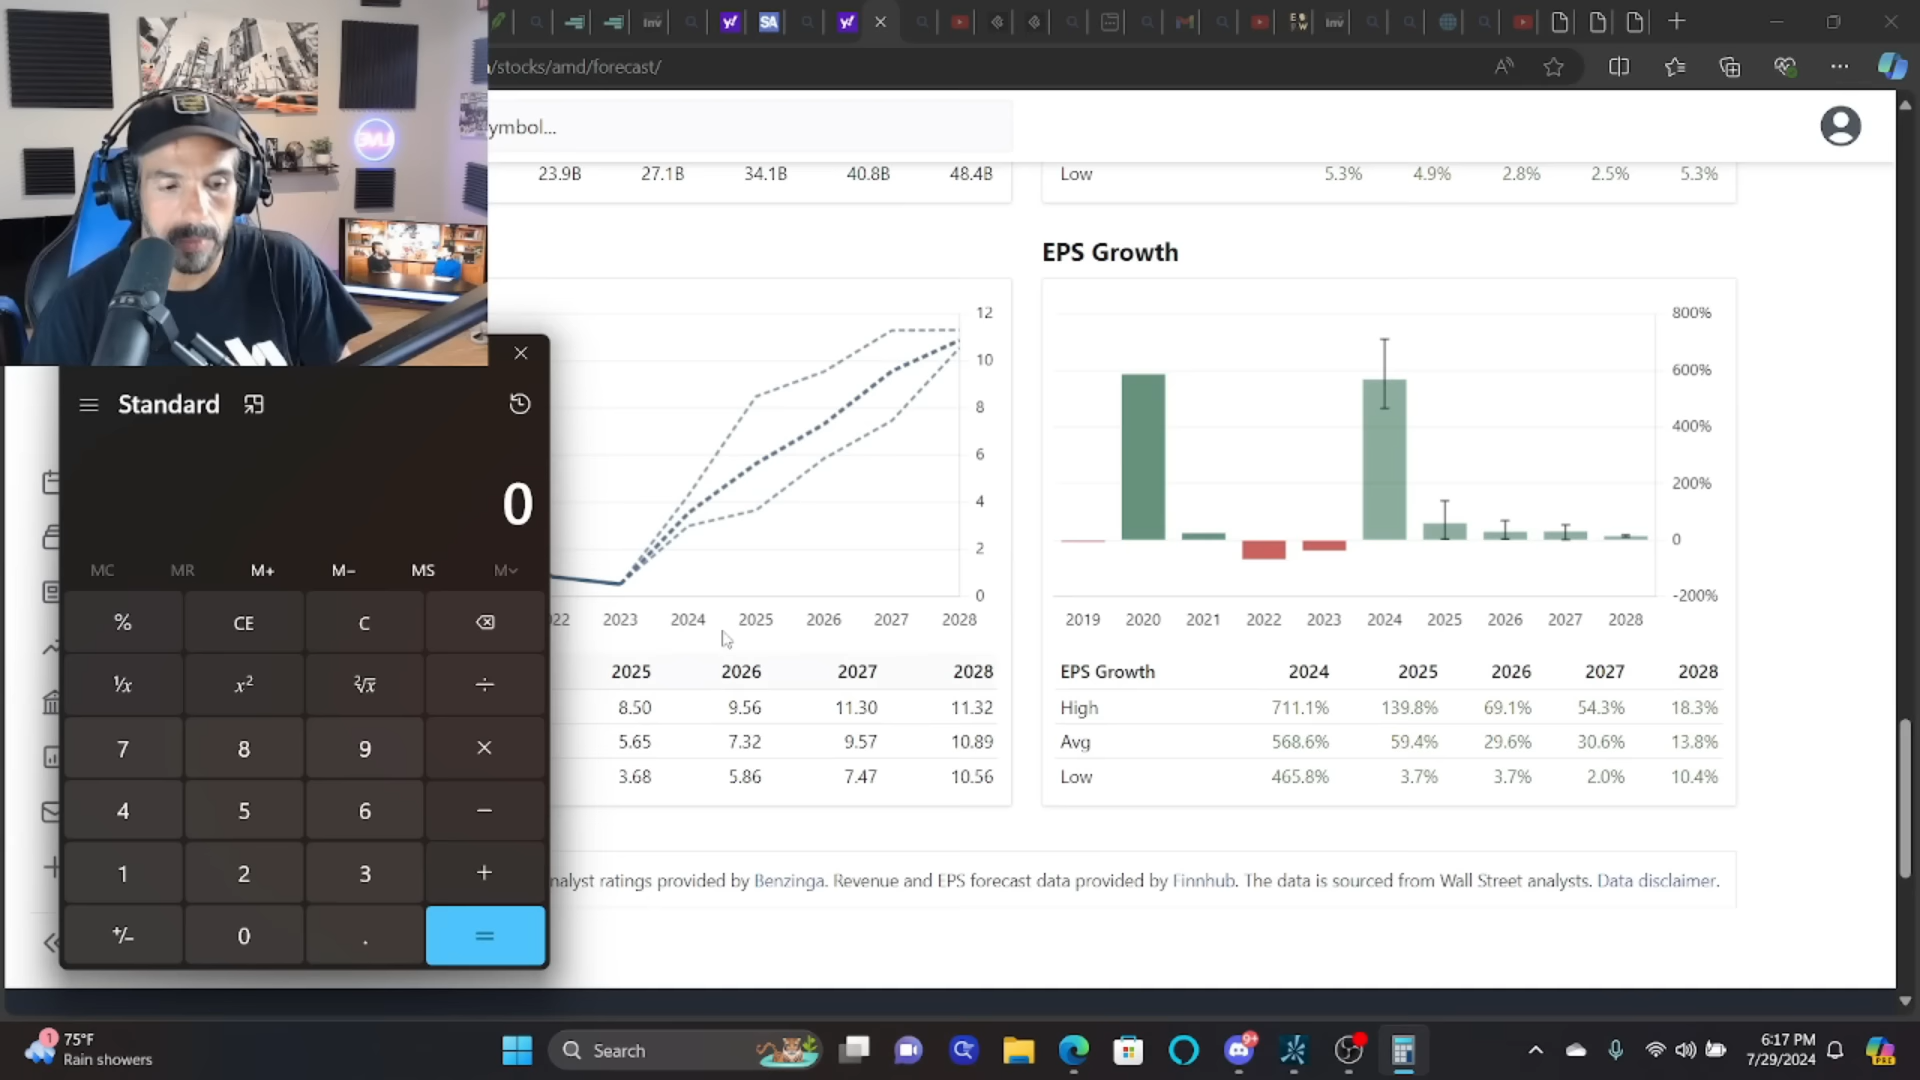 /stocks/amd/forecast/
ymbol...
23.9B 27.1B 34.1B 40.8B 48.4B
Low 5.3% 4.9% 2.8% 2.5% 5.3%
EPS Growth
12
10
8
6
4
2
0
22 2023 2024 2025 2026 2027 2028
800%
600%
400%
200%
0
-200%
2019 2020 2021 2022 2023 2024 2025 2026 2027 2028
2025 2026 2027 2028
8.50 9.56 11.30 11.32
5.65 7.32 9.57 10.89
3.68 5.86 7.47 10.56
EPS Growth 2024 2025 2026 2027 2028
High 711.1% 139.8% 69.1% 54.3% 18.3%
Avg 568.6% 59.4% 29.6% 30.6% 13.8%
Low 465.8% 3.7% 3.7% 2.0% 10.4%
nalyst ratings provided by Benzinga. Revenue and EPS forecast data provided by Finnhub. The data is sourced from Wall Street analysts. Data disclaimer.
Standard
0
MC MR M+ M− MS M
% CE C
¹/x x² ²√x ÷
7 8 9 ×
4 5 6 −
1 2 3 +
+/− 0 . =
1
75°F
Rain showers
Search
9+
6:17 PM
7/29/2024
PRE
Inv
y!
SA
y!
Inv
LIVE